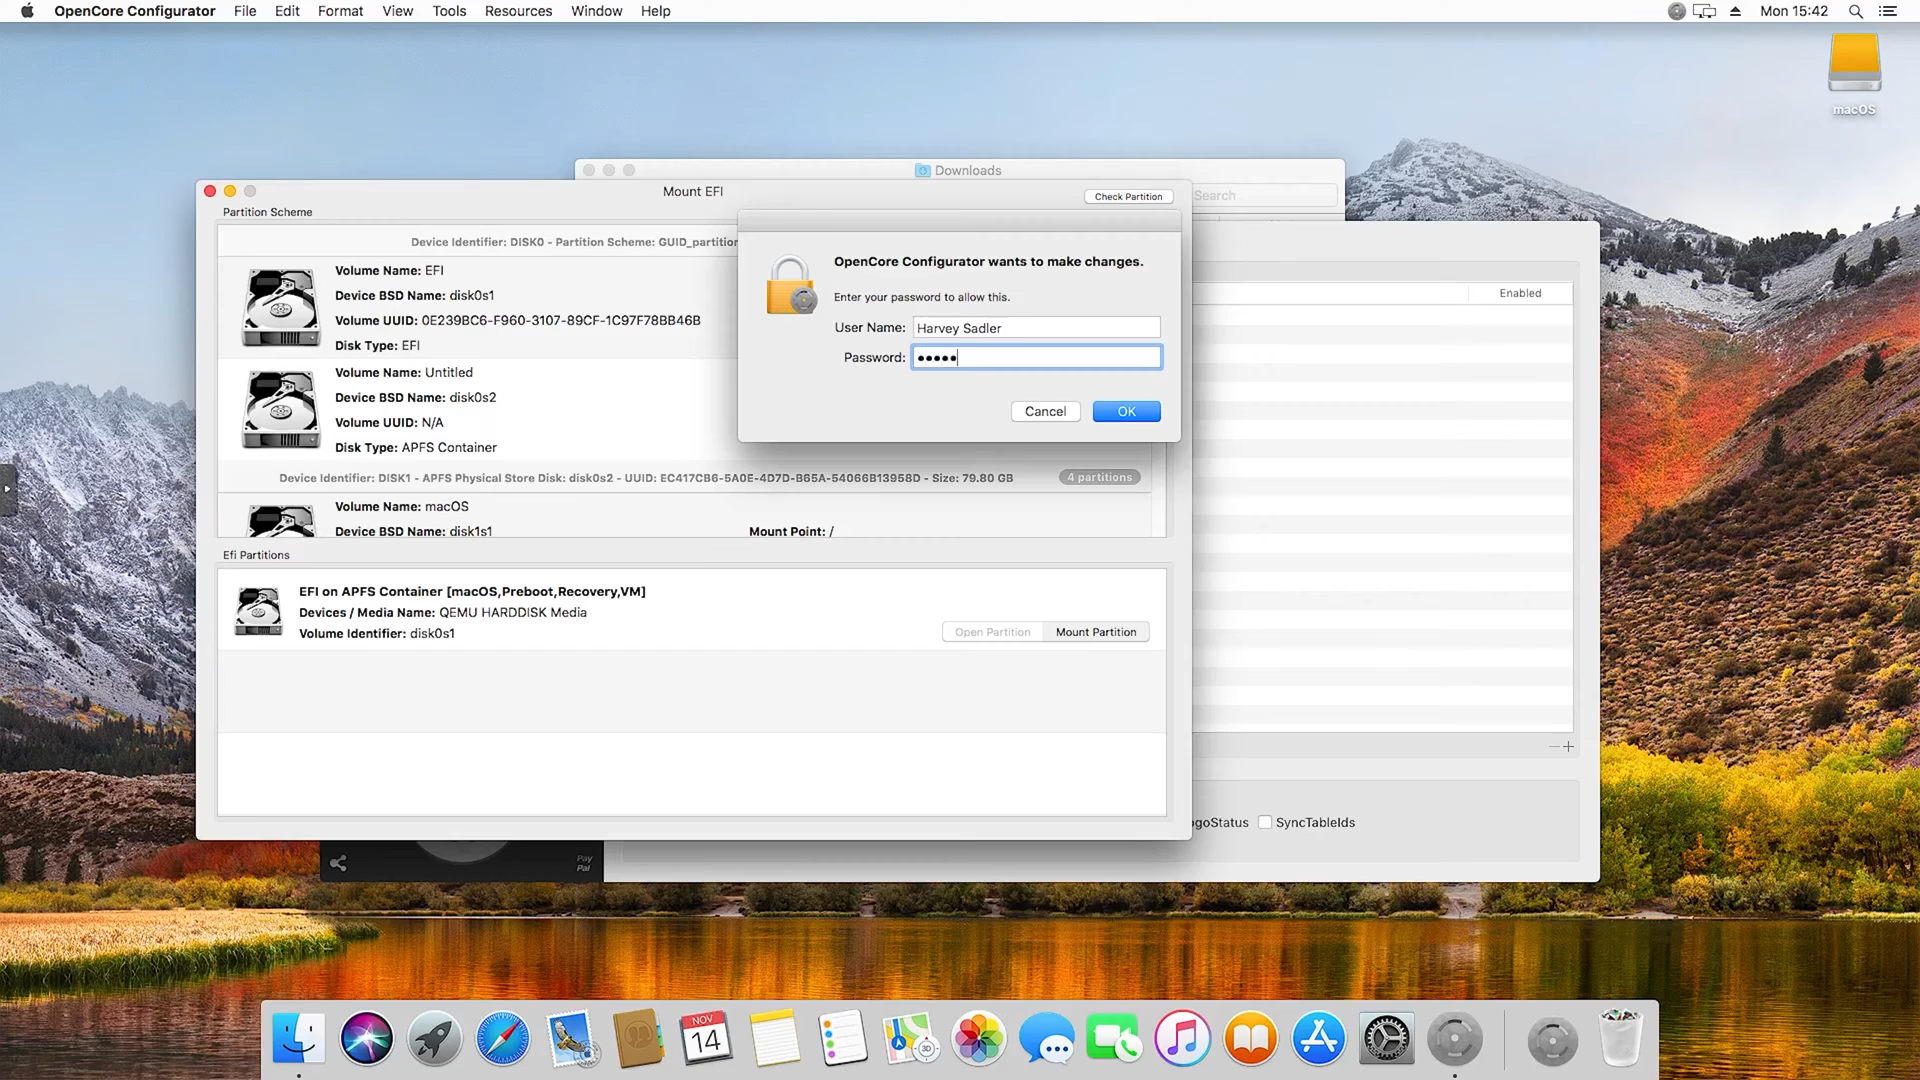 OpenCore Configurator File Edit Format View Tools Resources Window Help Mon 15:42
macOS
Downloads
Search
Mount EFI
Check Partition
Partition Scheme
Device Identifier: DISK0 - Partition Scheme: GUID_partition
Volume Name: EFI
Device BSD Name: disk0s1
Volume UUID: 0E239BC6-F960-3107-89CF-1C97F78BB46B
Disk Type: EFI
Volume Name: Untitled
Device BSD Name: disk0s2
Volume UUID: N/A
Disk Type: APFS Container
OpenCore Configurator wants to make changes.
Enter your password to allow this.
User Name: Harvey Sadler
Password: •••••
Cancel OK
Enabled
Device Identifier: DISK1 - APFS Physical Store Disk: disk0s2 - UUID: EC417CB6-5A0E-4D7D-B65A-54066B13958D - Size: 79.80 GB 4 partitions
Volume Name: macOS
Device BSD Name: disk1s1 Mount Point: /
Efi Partitions
EFI on APFS Container [macOS,Preboot,Recovery,VM]
Devices / Media Name: QEMU HARDDISK Media
Volume Identifier: disk0s1
Open Partition Mount Partition
ogoStatus SyncTableIds
Pay
Pal
NOV
14
3D